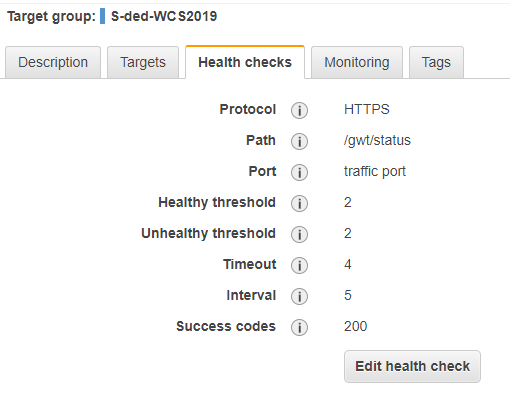 Target group: S-ded-WCS2019
Description Targets Health checks Monitoring Tags
Protocol i HTTPS
Path i /gwt/status
Port i traffic port
Healthy threshold i 2
Unhealthy threshold i 2
Timeout i 4
Interval i 5
Success codes i 200
Edit health check